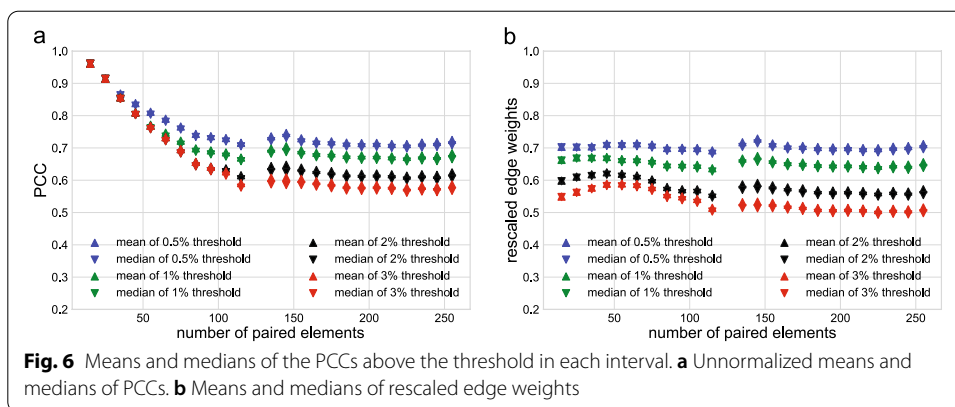 a
1.0
0.9
0.8
0.7
0.6
0.5
0.4
0.3
0.2
PCC
mean of 0.5% threshold
median of 0.5% threshold
mean of 1% threshold
median of 1% threshold
mean of 2% threshold
median of 2% threshold
mean of 3% threshold
median of 3% threshold
50 100 150 200 250
number of paired elements
b
1.0
0.9
0.8
0.7
0.6
0.5
0.4
0.3
0.2
rescaled edge weights
mean of 0.5% threshold
median of 0.5% threshold
mean of 1% threshold
median of 1% threshold
mean of 2% threshold
median of 2% threshold
mean of 3% threshold
median of 3% threshold
50 100 150 200 250
number of paired elements
Fig. 6 Means and medians of the PCCs above the threshold in each interval. a Unnormalized means and
medians of PCCs. b Means and medians of rescaled edge weights